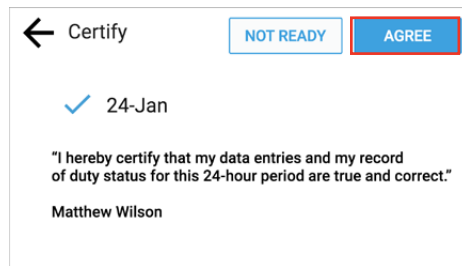 Certify
NOT READY
AGREE
24-Jan
“I hereby certify that my data entries and my record
of duty status for this 24-hour period are true and correct.”
Matthew Wilson